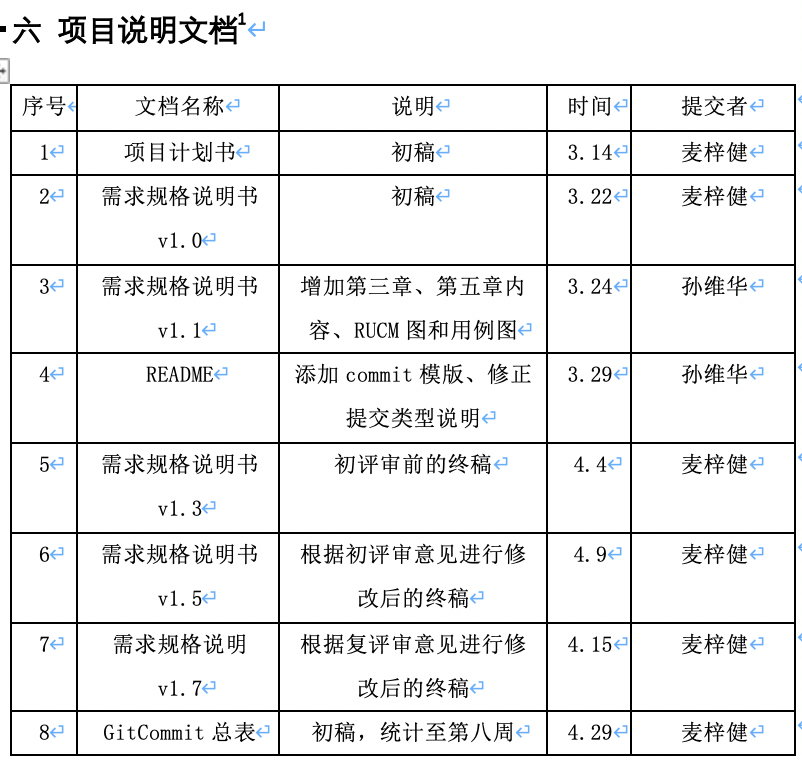 六 项目说明文档1
序号 文档名称 说明 时间 提交者
1 项目计划书 初稿 3.14 麦梓健
2 需求规格说明书 初稿 3.22 麦梓健
v1.0
3 需求规格说明书 增加第三章、第五章内 3.24 孙维华
v1.1 容、RUCM 图和用例图
4 README 添加 commit 模版、修正 3.29 孙维华
提交类型说明
5 需求规格说明书 初评审前的终稿 4.4 麦梓健
v1.3
6 需求规格说明书 根据初评审意见进行修 4.9 麦梓健
v1.5 改后的终稿
7 需求规格说明 根据复评审意见进行修 4.15 麦梓健
v1.7 改后的终稿
8 GitCommit 总表 初稿，统计至第八周 4.29 麦梓健